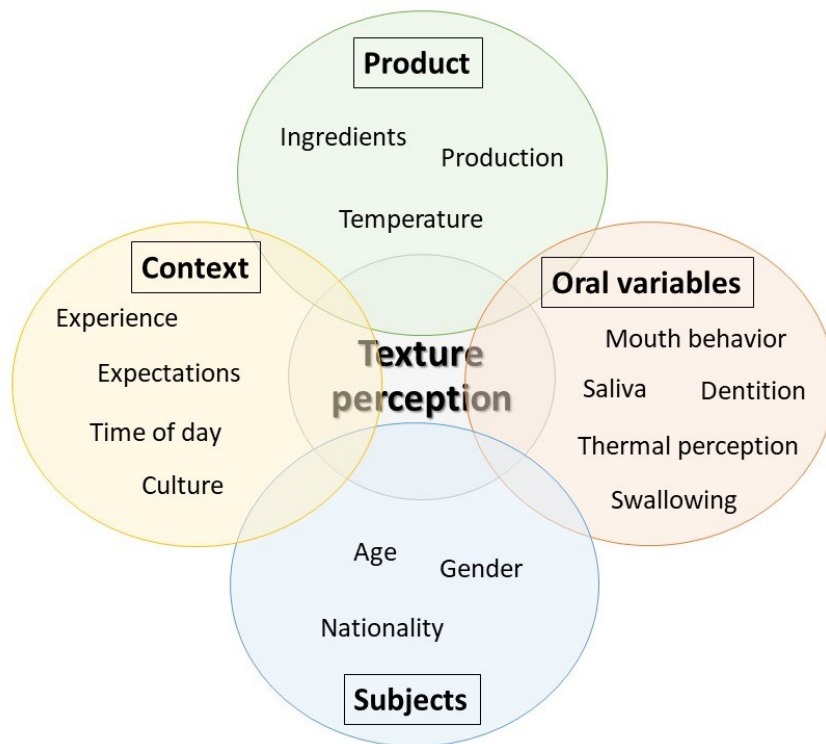 Product
Ingredients
Production
Temperature
Context
Experience
Expectations
Time of day
Culture
Texture
perception
Oral variables
Mouth behavior
Saliva
Dentition
Thermal perception
Swallowing
Age
Gender
Nationality
Subjects